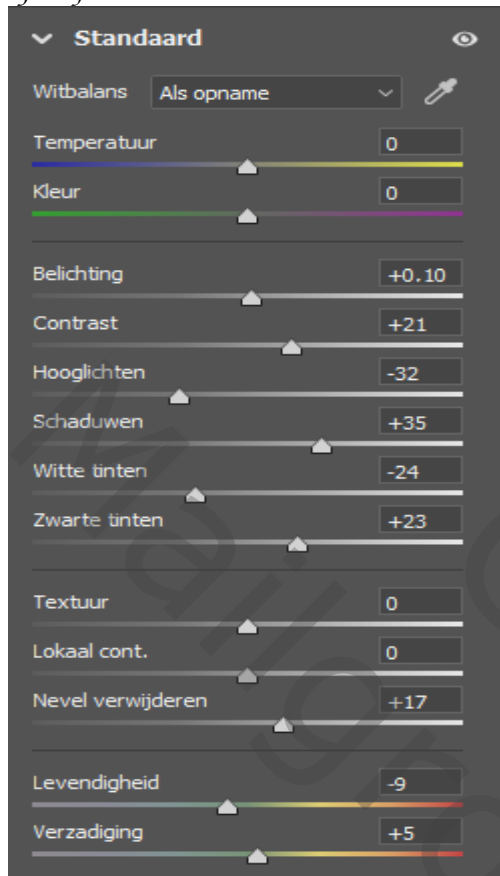 Standaard
Witbalans Als opname
Temperatuur 0
Kleur 0
Belichting +0.10
Contrast +21
Hooglichten -32
Schaduwen +35
Witte tinten -24
Zwarte tinten +23
Textuur 0
Lokaal cont. 0
Nevel verwijderen +17
Levendigheid -9
Verzadiging +5